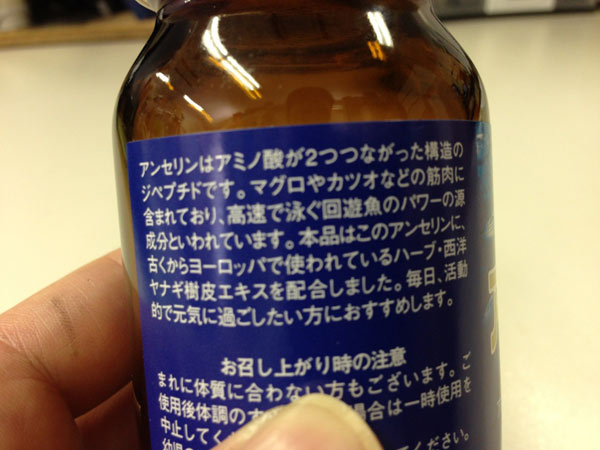 アンセリンはアミノ酸が2つつながった構造の
ジペプチドです。マグロやカツオなどの筋肉に
含まれており、高速で泳ぐ回遊魚のパワーの源
成分といわれています。本品はこのアンセリンに、
古くからヨーロッパで使われているハーブ・西洋
ヤナギ樹皮エキスを配合しました。毎日、活動
的で元気に過ごしたい方におすすめします。
お召し上がり時の注意
まれに体質に合わない方もございます。ご
使用後体調の 場合は一時使用を
中止してく ください。